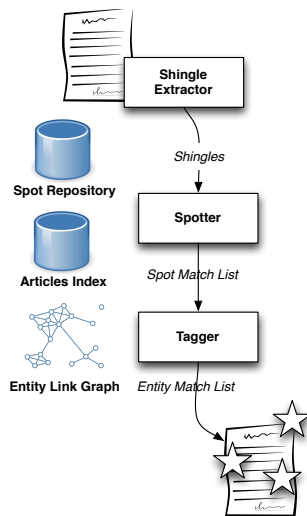 Shingle
Extractor
Shingles
Spot Repository
Spotter
Articles Index
Spot Match List
Tagger
Entity Link Graph
Entity Match List